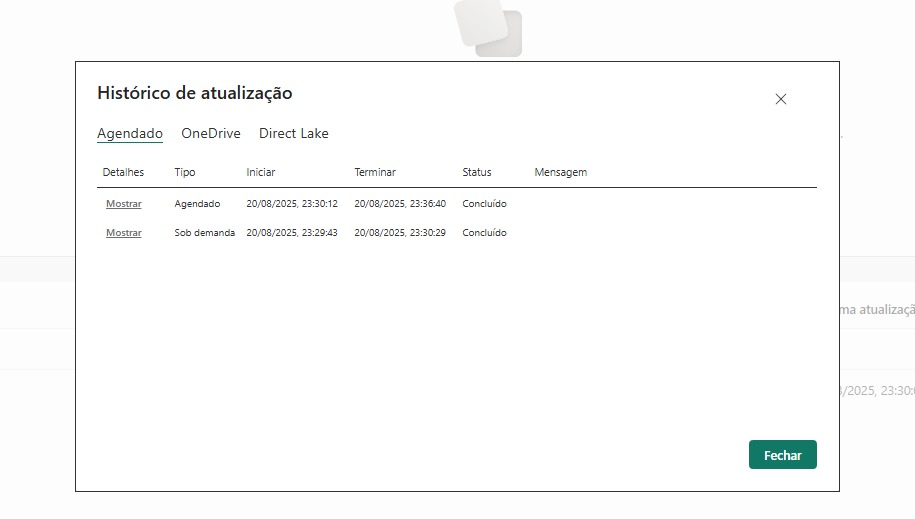 Histórico de atualização
Agendado OneDrive Direct Lake
Detalhes Tipo Iniciar Terminar Status Mensagem
Mostrar Agendado 20/08/2025, 23:30:12 20/08/2025, 23:36:40 Concluído
Mostrar Sob demanda 20/08/2025, 23:29:43 20/08/2025, 23:30:29 Concluído
atualizaçã
/2025, 23:30:
Fechar